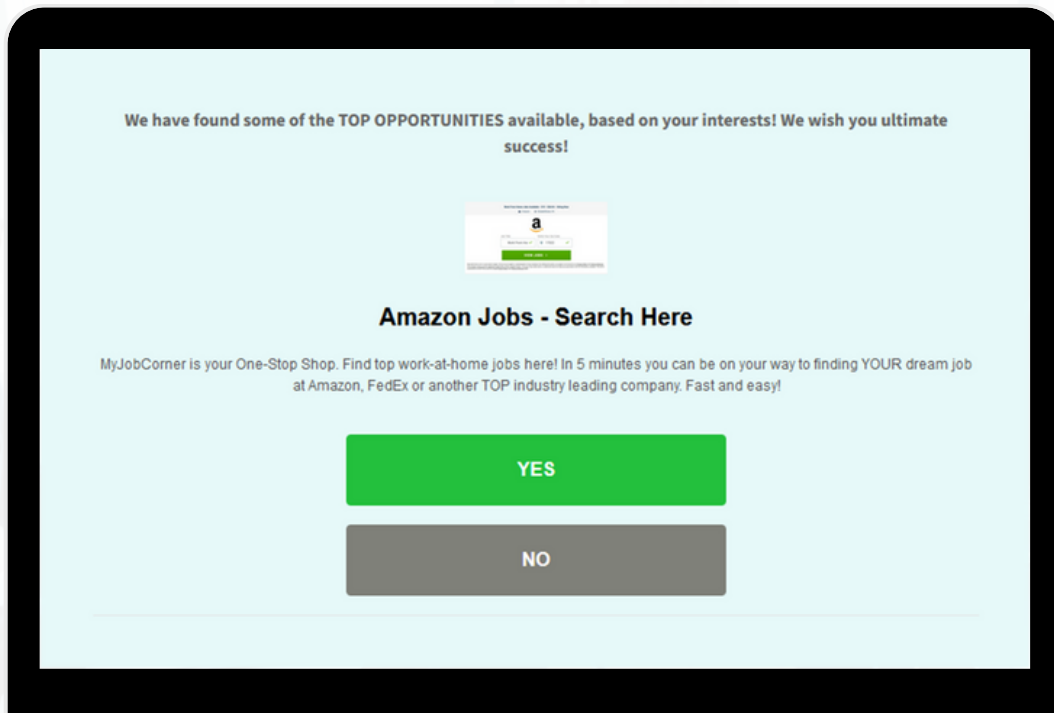 We have found some of the TOP OPPORTUNITIES available, based on your interests! We wish you ultimate
success!
a
Amazon Jobs - Search Here
MyJobCorner is your One-Stop Shop. Find top work-at-home jobs here! In 5 minutes you can be on your way to finding YOUR dream job
at Amazon, FedEx or another TOP industry leading company. Fast and easy!
YES
NO